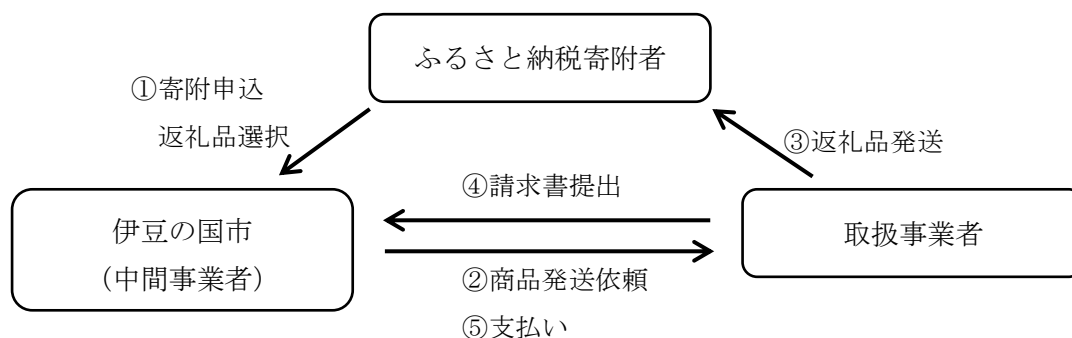 ふるさと納税寄附者
①寄附申込
返礼品選択
③返礼品発送
④請求書提出
伊豆の国市
（中間事業者）
取扱事業者
②商品発送依頼
⑤支払い